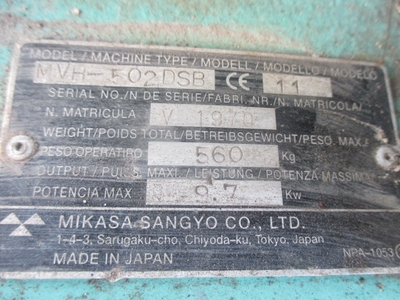 MODEL / MACHINE TYPE / MODELL / MODELLO / MODELO
MVH-502DSB CE 11
SERIAL NO./N DE SERIE/FABRI. NR./N. MATRICOLA/
N. MATRICULA V 1970
WEIGHT/POIDS TOTAL/BETREIBSGEWICHT/PESO. MAX./
PESO OPERATIRO 560 Kg
OUTPUT / PUIS. MAXI. / LEISTUNG / POTENZA MASSIMO
POTENCIA MAX 9.7 Kw
MIKASA SANGYO CO., LTD.
1-4-3, Sarugaku-cho, Chiyoda-ku, Tokyo, Japan
MADE IN JAPAN NPA-1053